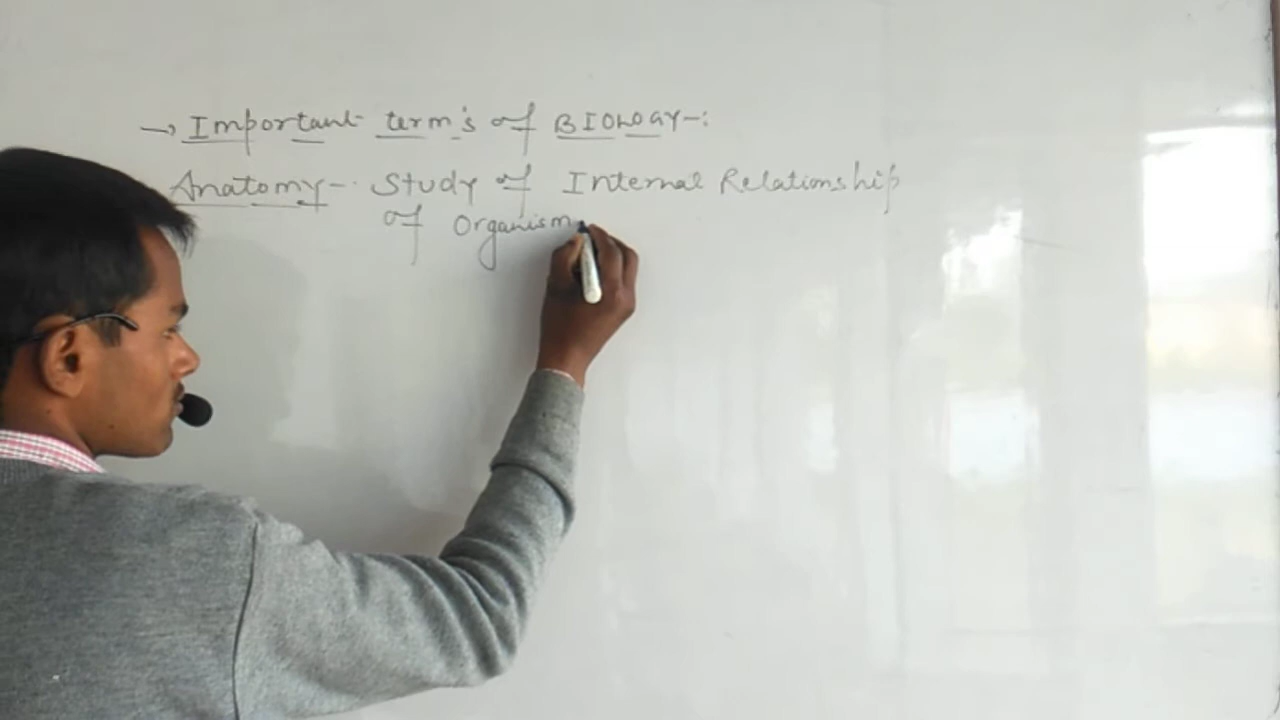 → Important term's of BIOLOGY-:
Anatomy-. Study of Internal Relationship
of Organism